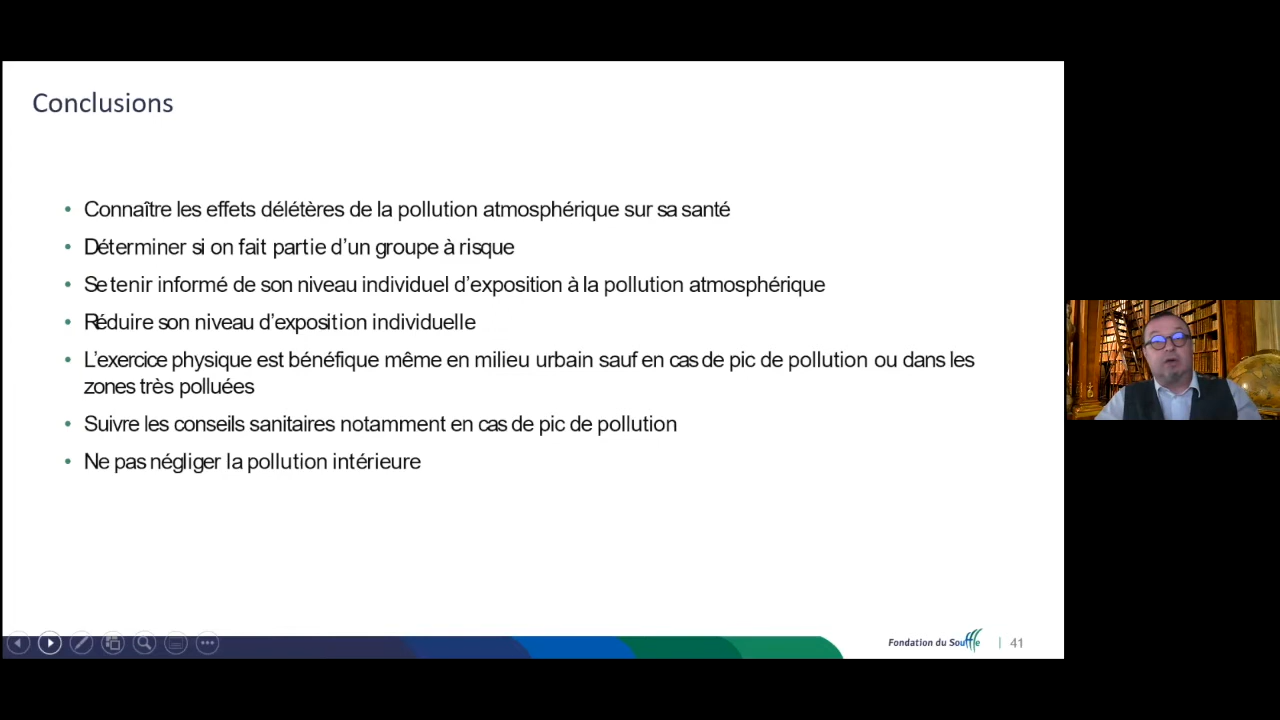 Conclusions
• Connaître les effets délétères de la pollution atmosphérique sur sa santé
• Déterminer si on fait partie d’un groupe à risque
• Se tenir informé de son niveau individuel d’exposition à la pollution atmosphérique
• Réduire son niveau d’exposition individuelle
• L’exercice physique est bénéfique même en milieu urbain sauf en cas de pic de pollution ou dans les
zones très polluées
• Suivre les conseils sanitaires notamment en cas de pic de pollution
• Ne pas négliger la pollution intérieure
Fondation du Souffle | 41